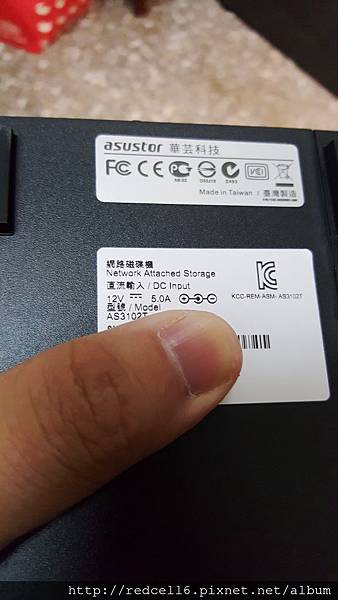 asustor 華芸科技
FC CE
Made in Taiwan / 臺灣製造
網路磁碟機
Network Attached Storage
直流輸入 / DC Input
12V 5.0A
型號 / Model
AS3102T
KCC-REM-ASM- AS3102T
http://redcell6.pixnet.net/album